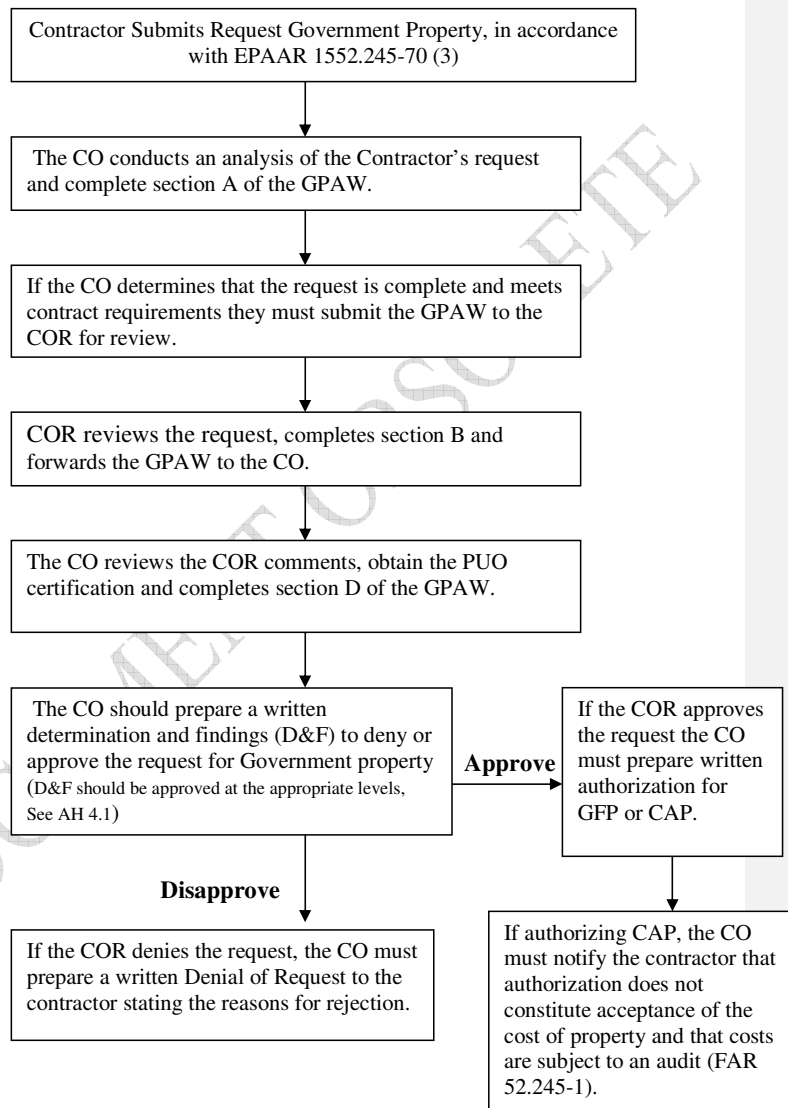 Contractor Submits Request Government Property, in accordance
with EPAAR 1552.245-70 (3)
The CO conducts an analysis of the Contractor's request
and complete section A of the GPAW.
If the CO determines that the request is complete and meets
contract requirements they must submit the GPAW to the
COR for review.
COR reviews the request, completes section B and
forwards the GPAW to the CO.
The CO reviews the COR comments, obtain the PUO
certification and completes section D of the GPAW.
The CO should prepare a written
determination and findings (D&F) to deny or
approve the request for Government property
(D&F should be approved at the appropriate levels,
See AH 4.1)
Approve
If the COR approves
the request the CO
must prepare written
authorization for
GFP or CAP.
Disapprove
If the COR denies the request, the CO must
prepare a written Denial of Request to the
contractor stating the reasons for rejection.
If authorizing CAP, the CO
must notify the contractor that
authorization does not
constitute acceptance of the
cost of property and that costs
are subject to an audit (FAR
52.245-1).